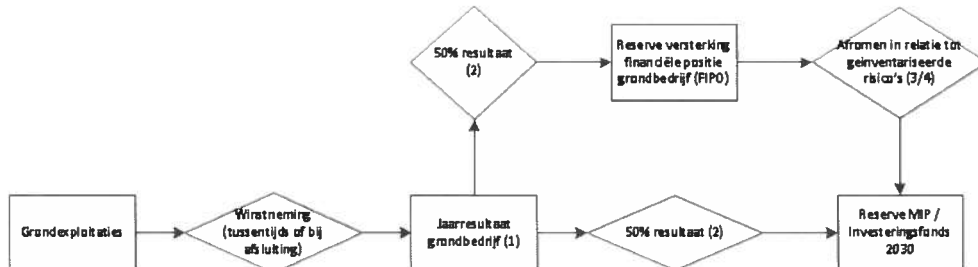 50% resultaat
(2)
Reserve versterking
financiële positie
grondbedrijf (FIPO)
Afromen in relatie tot
geïnventariseerde
risico's (3/4)
Grondexploitaties
Winstneming
(tussentijds of bij
afsluiting)
Jaarresultaat
grondbedrijf (1)
50% resultaat (2)
Reserve MIP /
Investeringsfonds
2030